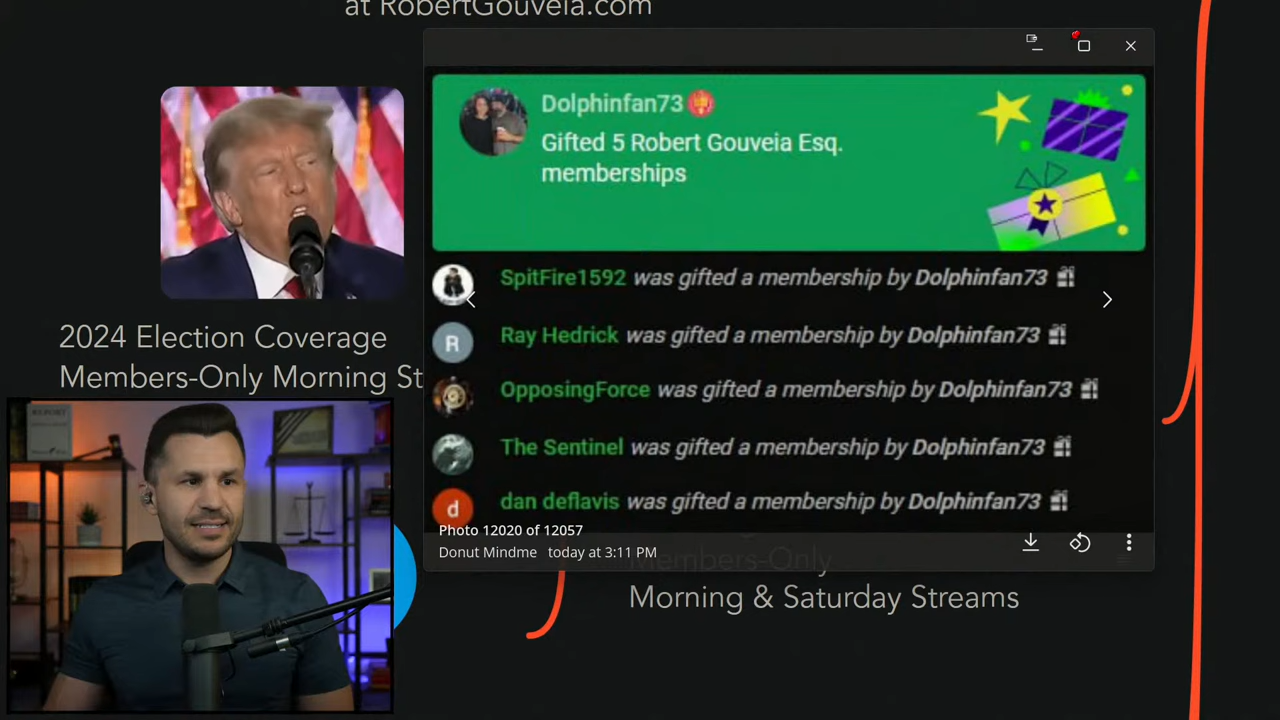 at RobertGouveia.com
Dolphinfan73
Gifted 5 Robert Gouveia Esq.
memberships
SpitFire1592 was gifted a membership by Dolphinfan73
R
Ray Hedrick was gifted a membership by Dolphinfan73
OpposingForce was gifted a membership by Dolphinfan73
The Sentinel was gifted a membership by Dolphinfan73
d
dan deflavis was gifted a membership by Dolphinfan73
Photo 12020 of 12057
Donut Mindme today at 3:11 PM
2024 Election Coverage
Members-Only Morning St
REPORT
Members-Only
Morning & Saturday Streams